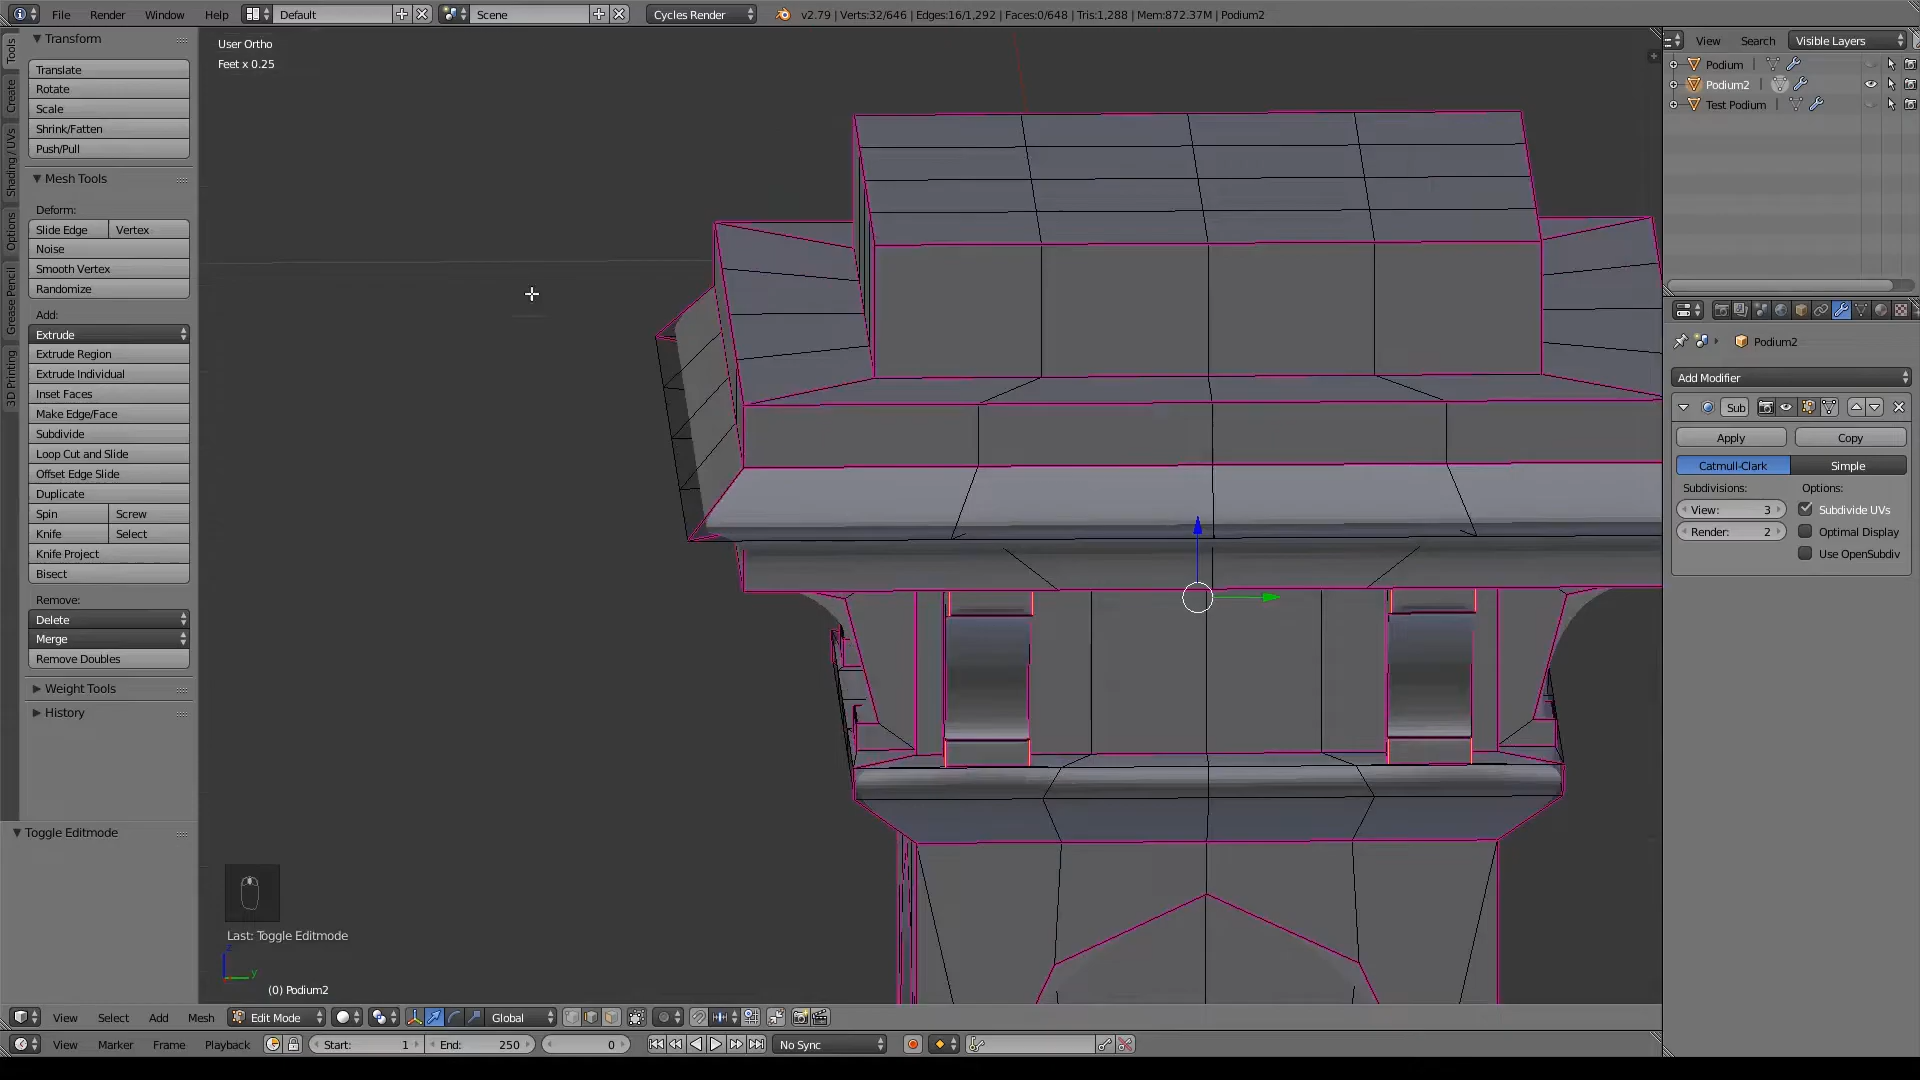 File Render Window Help Default Scene Cycles Render v2.79 | Verts:32/646 | Edges:16/1,292 | Faces:0/648 | Tris:1,288 | Mem:872.37M | Podium2
Tools
Create
Shading / UVs
Options
Grease Pencil
3D Printing
Transform
Translate
Rotate
Scale
Shrink/Fatten
Push/Pull
Mesh Tools
Deform:
Slide Edge Vertex
Noise
Smooth Vertex
Randomize
Add:
Extrude
Extrude Region
Extrude Individual
Inset Faces
Make Edge/Face
Subdivide
Loop Cut and Slide
Offset Edge Slide
Duplicate
Spin Screw
Knife Select
Knife Project
Bisect
Remove:
Delete
Merge
Remove Doubles
Weight Tools
History
Toggle Editmode
User Ortho
Feet x 0.25
Last: Toggle Editmode
z
y
(0) Podium2
View Search Visible Layers
Podium
Podium2
Test Podium
Podium2
Add Modifier
Sub
Apply Copy
Catmull-Clark Simple
Subdivisions: Options:
View: 3 Subdivide UVs
Render: 2 Optimal Display
Use OpenSubdiv
View Select Add Mesh Edit Mode Global
View Marker Frame Playback Start: 1 End: 250 0 No Sync